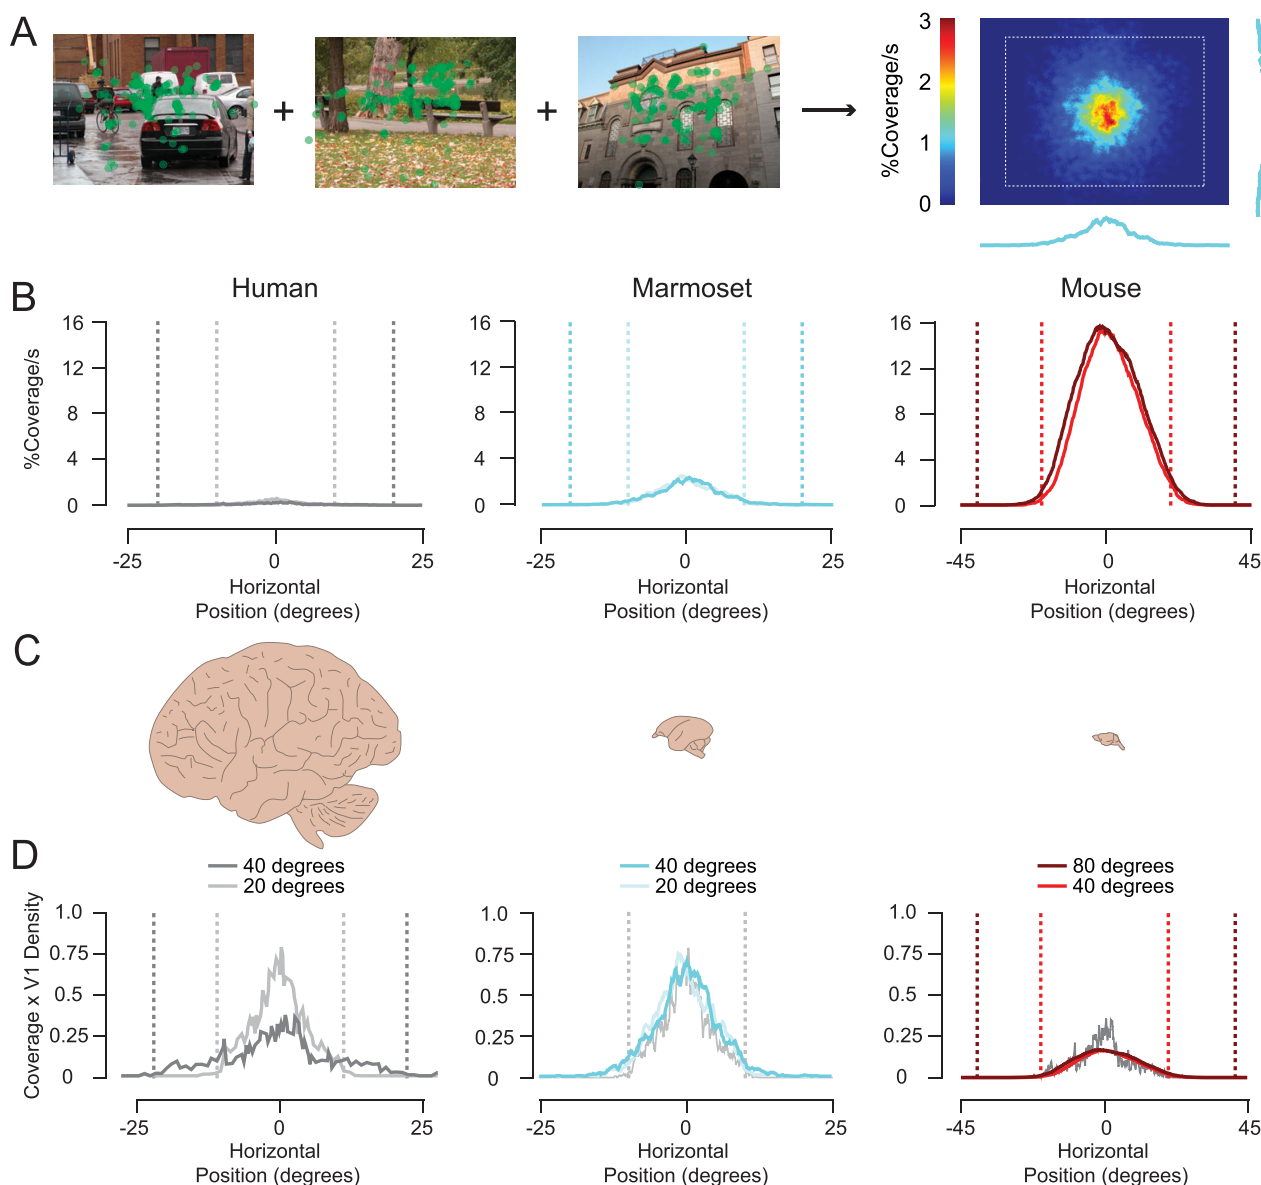 A
+
+
%Coverage/s
3
2
1
0
B
Human
Marmoset
Mouse
%Coverage/s
16
12
8
4
0
16
12
8
4
0
16
12
8
4
0
-25
0
25
-25
0
25
-45
0
45
Horizontal
Position (degrees)
Horizontal
Position (degrees)
Horizontal
Position (degrees)
C
D
40 degrees
20 degrees
40 degrees
20 degrees
80 degrees
40 degrees
Coverage x V1 Density
1.0
0.75
0.5
0.25
0
1.0
0.75
0.5
0.25
0
1.0
0.75
0.5
0.25
0
-25
0
25
-25
0
25
-45
0
45
Horizontal
Position (degrees)
Horizontal
Position (degrees)
Horizontal
Position (degrees)